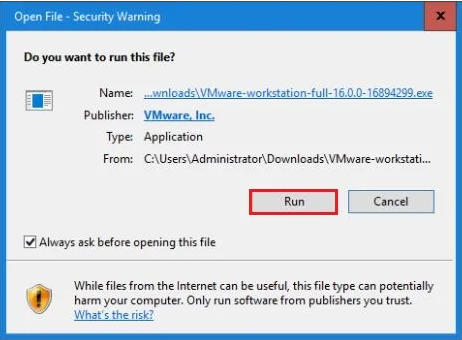 Open File - Security Warning
x
Do you want to run this file?
Name: ...wnloads\VMware-workstation-full-16.0.0-16894299.exe
Publisher: VMware, Inc.
Type: Application
From: C:\Users\Administrator\Downloads\VMware-workstati...
Run Cancel
Always ask before opening this file
While files from the Internet can be useful, this file type can potentially
harm your computer. Only run software from publishers you trust.
What's the risk?